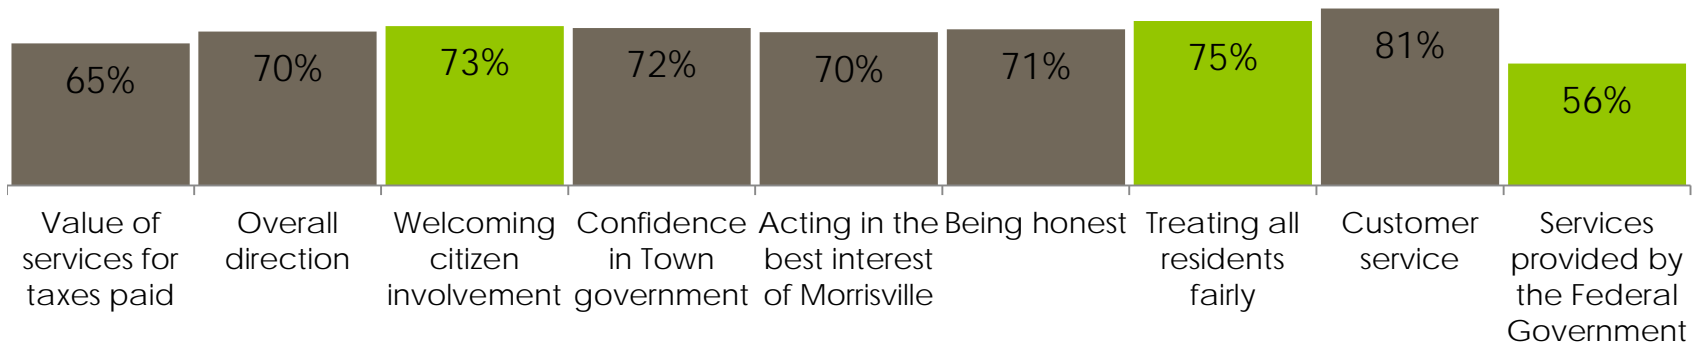 65%
70%
73%
72%
70%
71%
75%
81%
56%
Value of
services for
taxes paid
Overall
direction
Welcoming
citizen
involvement
Confidence
in Town
government
Acting in the
best interest
of Morrisville
Being honest
Treating all
residents
fairly
Customer
service
Services
provided by
the Federal
Government